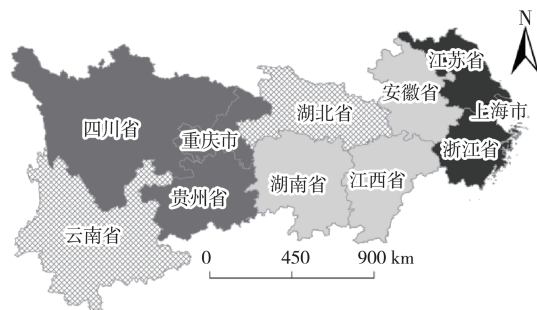 N
江苏省
安徽省
上海市
湖北省
四川省
重庆市
浙江省
贵州省
湖南省
江西省
云南省
0 450 900 km